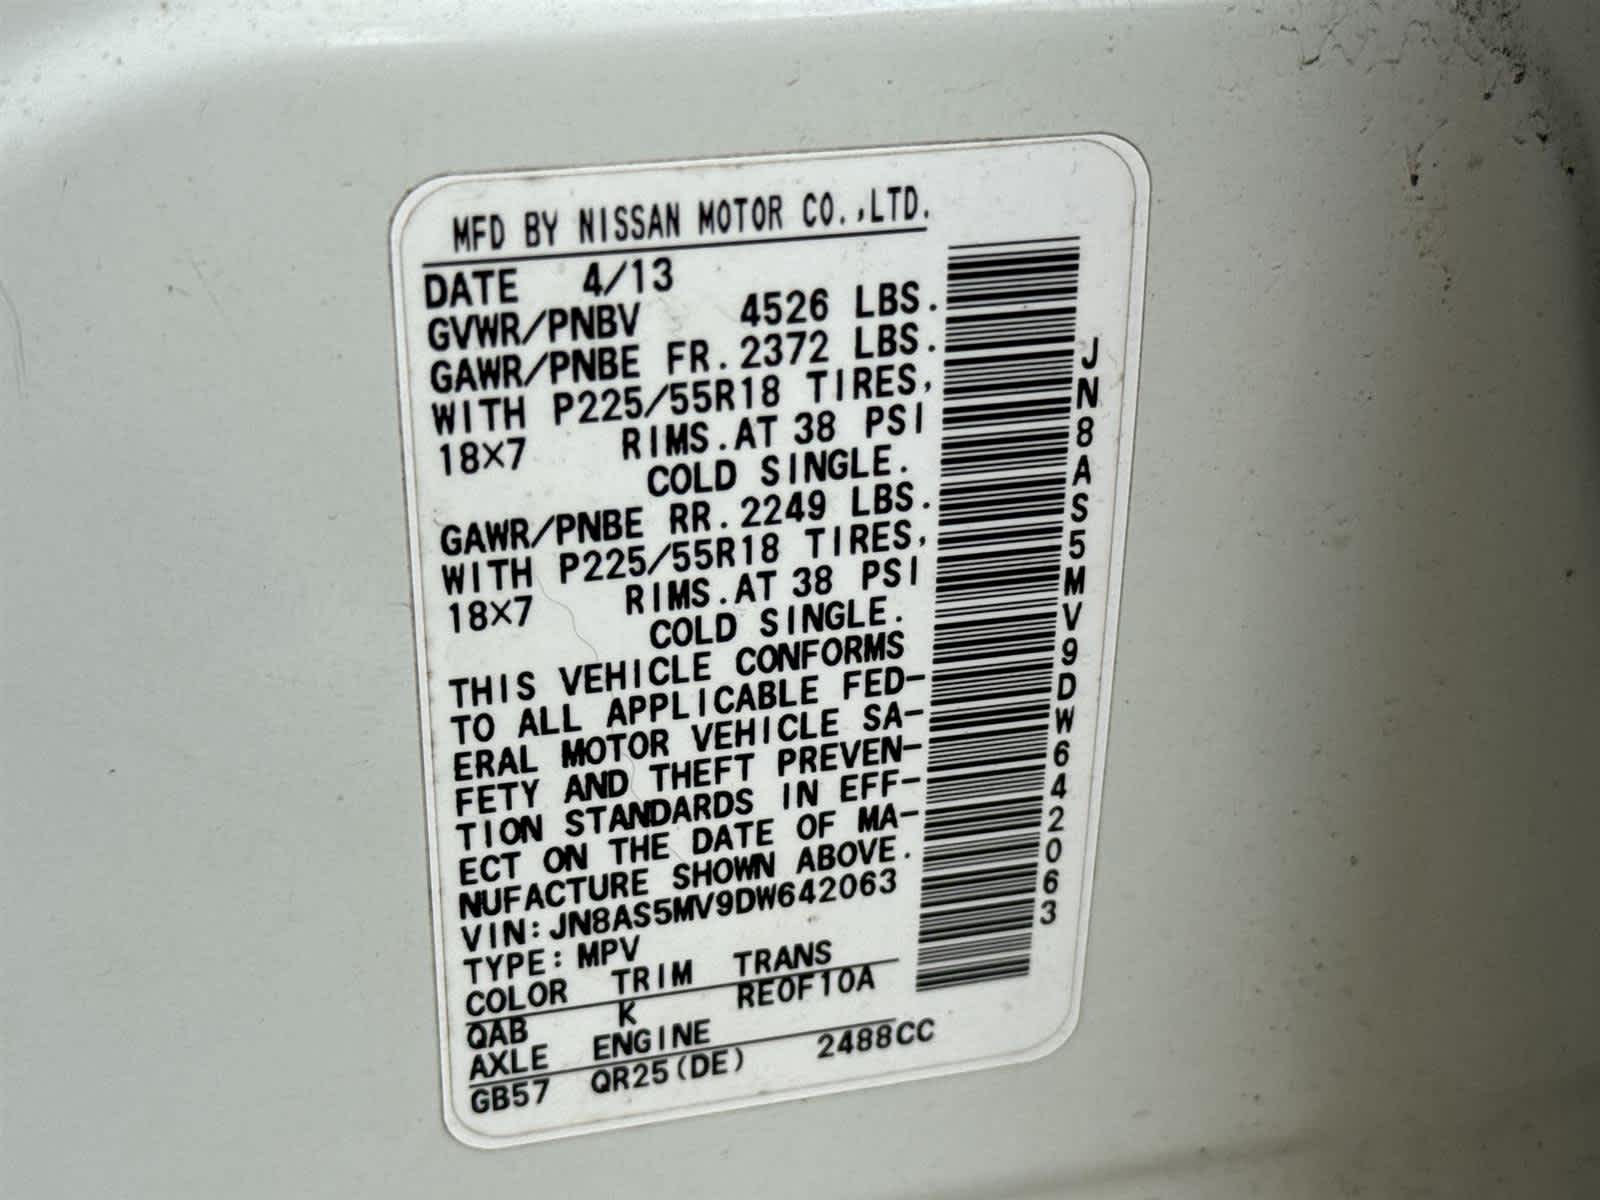 MFD BY NISSAN MOTOR CO.,LTD.
DATE 4/13
GVWR/PNBV 4526 LBS.
GAWR/PNBE FR.2372 LBS.
WITH P225/55R18 TIRES,
18×7 RIMS.AT 38 PSI
COLD SINGLE.
GAWR/PNBE RR.2249 LBS.
WITH P225/55R18 TIRES,
18×7 RIMS.AT 38 PSI
COLD SINGLE.
THIS VEHICLE CONFORMS
TO ALL APPLICABLE FED-
ERAL MOTOR VEHICLE SA-
FETY AND THEFT PREVEN-
TION STANDARDS IN EFF-
ECT ON THE DATE OF MA-
NUFACTURE SHOWN ABOVE.
VIN:JN8AS5MV9DW642063
TYPE:MPV
COLOR TRIM TRANS
QAB K RE0F10A
AXLE ENGINE
GB57 QR25(DE) 2488CC
JN8AS5MV9DW642063